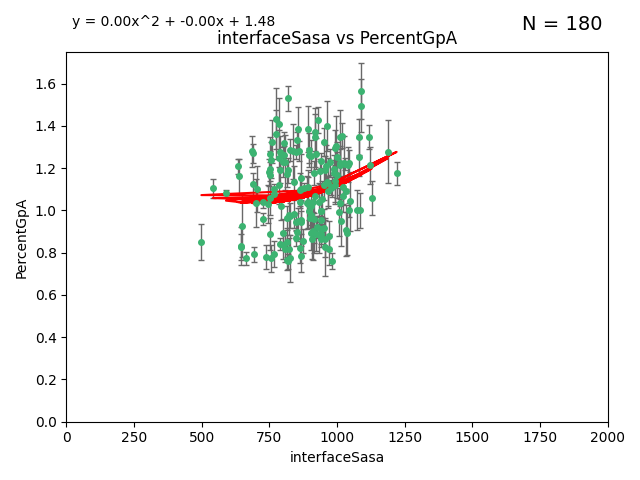 y = 0.00x^2 + -0.00x + 1.48
N = 180
interfaceSasa vs PercentGpA
PercentGpA
1.6
1.4
1.2
1.0
0.8
0.6
0.4
0.2
0.0
0 250 500 750 1000 1250 1500 1750 2000
interfaceSasa